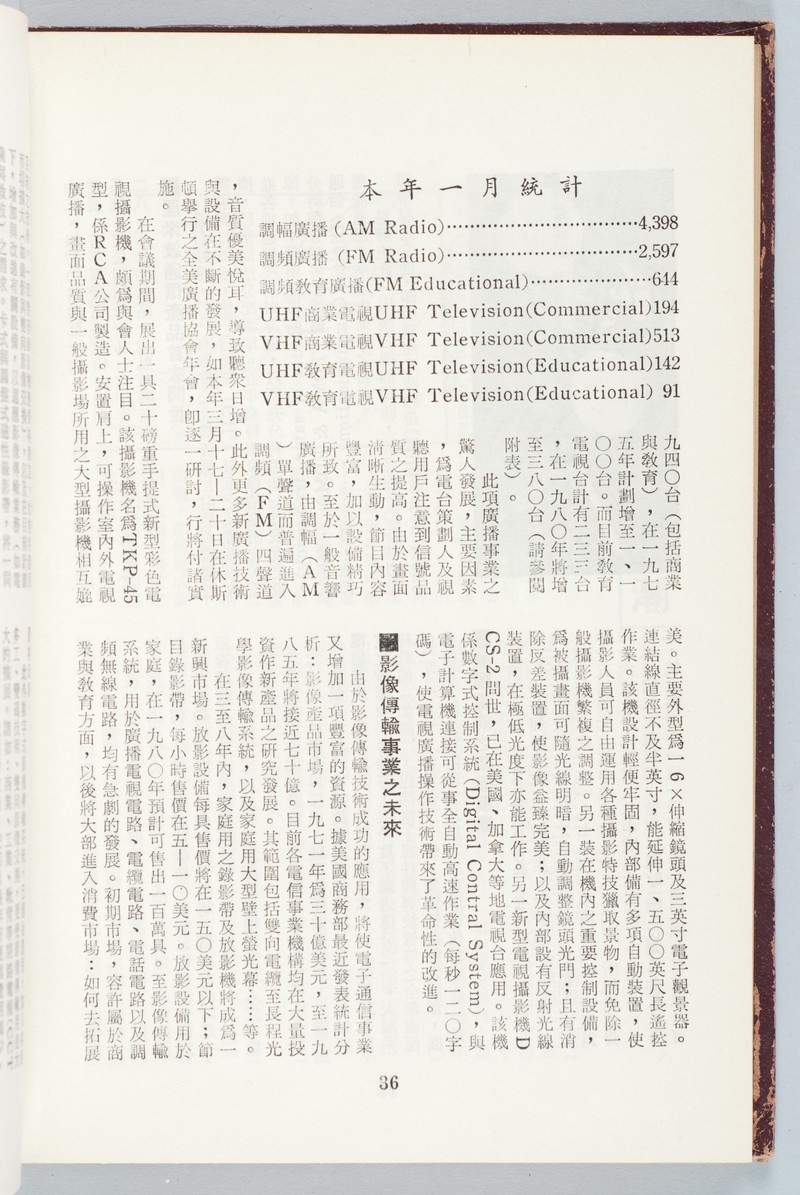 本年一月統計
調幅廣播 (AM Radio)………………………………4,398
調頻廣播 (FM Radio)………………………………2,597
調頻教育廣播(FM Educational)…………………644
UHF商業電視UHF Television(Commercial)194
VHF商業電視VHF Television(Commercial)513
UHF教育電視UHF Television(Educational)142
VHF教育電視VHF Television(Educational) 91
九四〇台(包括商業
與教育),在一九七
五年計劃增至一、一
〇〇台。而目前教育
電視台計有二三三台
,在一九八〇年將增
至三八〇台(請參閱
附表)。
此項廣播事業之
驚人發展,主要因素
,為電台策劃人及視
聽用戶注意到信號品
質之提高。由於畫面
清晰生動,節目內容
豐富,加以設備精巧
所致。至於一般音響
廣播,由調幅(AM
)單聲道而普遍進入
調頻(FM)四聲道
,音質優美悅耳,導致聽衆日增。此外更多新廣播技術
與設備在不斷的發展,如本年三月十七—二十日在休斯
頓舉行之全美廣播協會年會,卽逐一研討,行將付諸實
施。
在會議期間,展出一具二十磅重手提式新型彩色電
視攝影機,頗為與會人士注目。該攝影機名為TKP-45
型,係RCA公司製造。安置肩上,可操作室內外電視
廣播,畫面品質與一般攝影場所用之大型攝影機相互媲
美。主要外型為一6×伸縮鏡頭及三英寸電子觀景器。
連結線直徑不及半英寸,能延伸一、五〇〇英尺長遙控
作業。該機設計輕便牢固,內部備有多項自動裝置,使
攝影人員可自由運用各種攝影特技獵取景物,而免除一
般攝影機繁複之調整。另一裝在機內之重要控制設備,
為被攝畫面可隨光線明暗,自動調整鏡頭光門;且有消
除反差裝置,使影像益臻完美;以及內部設有反射光線
裝置,在極低光度下亦能工作。另一新型電視攝影機D
CS-2問世,已在美國、加拿大等地電視台應用。該機
係數字式控制系統(Digital Contral System),與
電子計算機連接可從事全自動高速作業(每秒一二〇字
碼),使電視廣播操作技術帶來了革命性的改進。
影像傳輸事業之未來
由於影像傳輸技術成功的應用,將使電子通信事業
又增加一項豐富的資源。據美國商務部最近發表統計分
析:影像產品市場,一九七一年為三十億美元,至一九
八五年將接近七十億。目前各電信事業機構均在大量投
資作新產品之研究發展。其範圍包括雙向電纜至長程光
學影像傳輸系統,以及家庭用大型壁上螢光幕……等。
在三至八年內,家庭用之錄影帶及放影機將成為一
新興市場。放影設備每具售價將在一五〇美元以下;節
目錄影帶,每小時售價在五—一〇美元。放影設備用於
家庭,在一九八〇年預計可售出一百萬具。至影像傳輸
系統,用於廣播電視電路、電纜電路、電話電路以及調
頻無線電路,均有急劇的發展。初期市場,容許屬於商
業與教育方面,以後將大部進入消費市場:如何去拓展
36